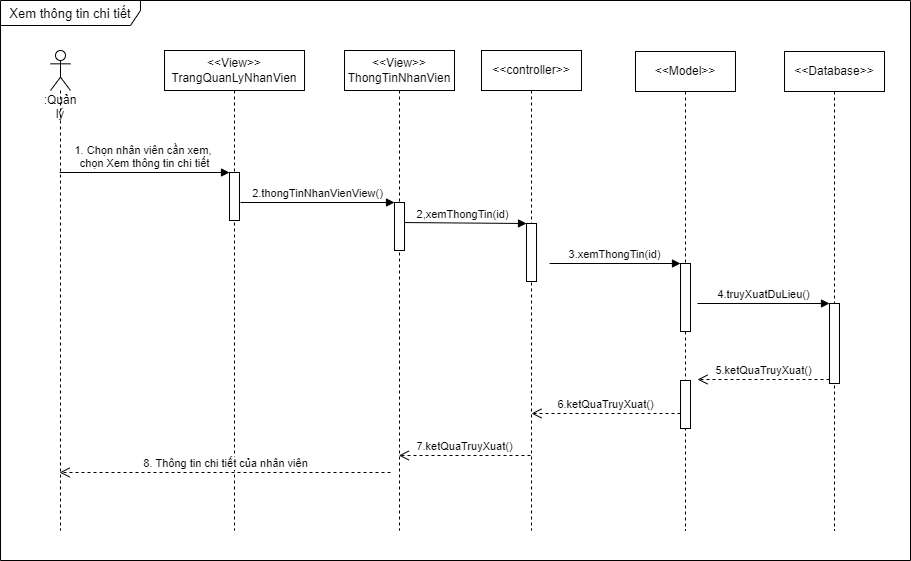 Xem thông tin chi tiết
:Quản
lý
<<View>>
TrangQuanLyNhanVien
<<View>>
ThongTinNhanVien
<<controller>>
<<Model>>
<<Database>>
1. Chọn nhân viên cần xem,
chọn Xem thông tin chi tiết
2.thongTinNhanVienView()
2,xemThongTin(id)
3.xemThongTin(id)
4.truyXuatDuLieu()
5.ketQuaTruyXuat()
6.ketQuaTruyXuat()
7.ketQuaTruyXuat()
8. Thông tin chi tiết của nhân viên